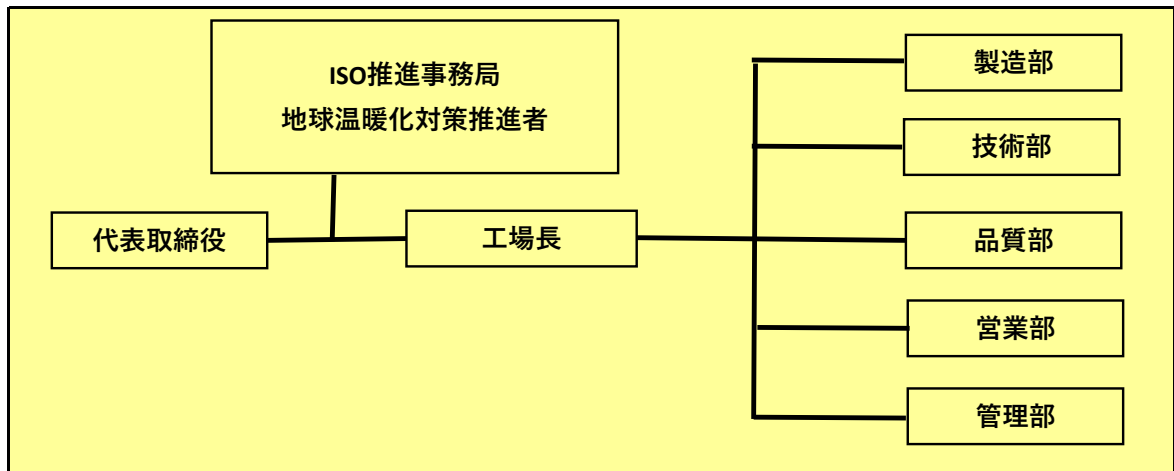 ISO推進事務局
地球温暖化対策推進者
代表取締役
工場長
製造部
技術部
品質部
営業部
管理部